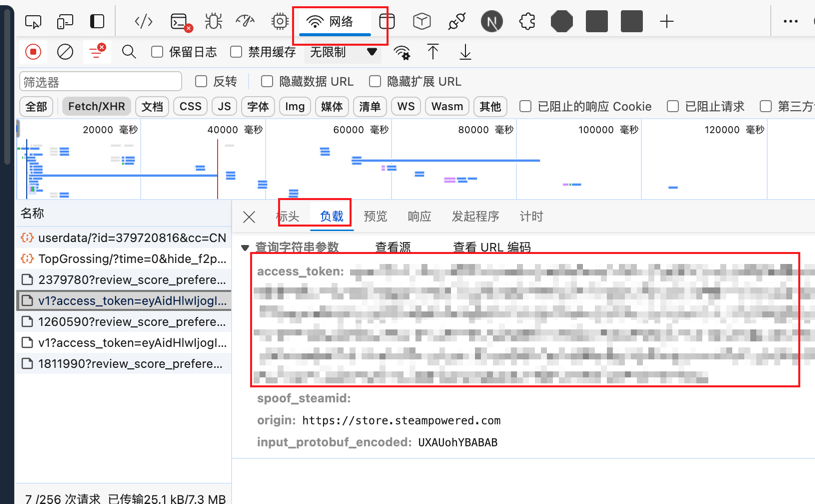 网络
保留日志 禁用缓存 无限制
筛选器 反转 隐藏数据 URL 隐藏扩展 URL
全部 Fetch/XHR 文档 CSS JS 字体 Img 媒体 清单 WS Wasm 其他 已阻止的响应 Cookie 已阻止请求 第三方
20000 毫秒 40000 毫秒 60000 毫秒 80000 毫秒 100000 毫秒 120000 毫秒
名称
标头 负载 预览 响应 发起程序 计时
userdata/?id=379720816&cc=CN
TopGrossing/?time=0&hide_f2p...
2379780?review_score_prefere...
v1?access_token=eyAidHlwIjogI...
1260590?review_score_prefere...
v1?access_token=eyAidHlwIjogI...
1811990?review_score_prefere...
查询字符串参数 查看源 查看 URL 编码
access_token:
spoof_steamid:
origin: https://store.steampowered.com
input_protobuf_encoded: UXAUohYBABAB
7 /256 次请求 已传输25.1 kB/7.3 MB